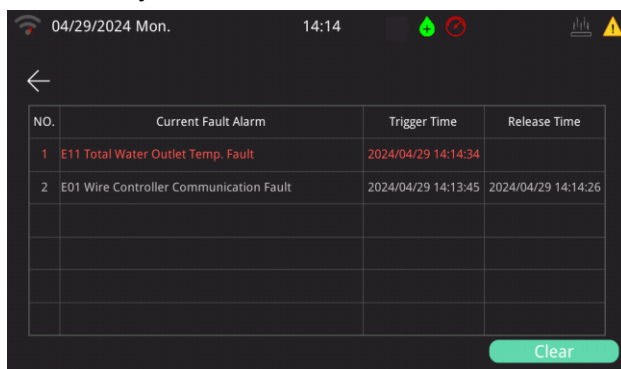 04/29/2024 Mon. 14:14
NO. Current Fault Alarm Trigger Time Release Time
1 E11 Total Water Outlet Temp. Fault 2024/04/29 14:14:34
2 E01 Wire Controller Communication Fault 2024/04/29 14:13:45 2024/04/29 14:14:26
Clear